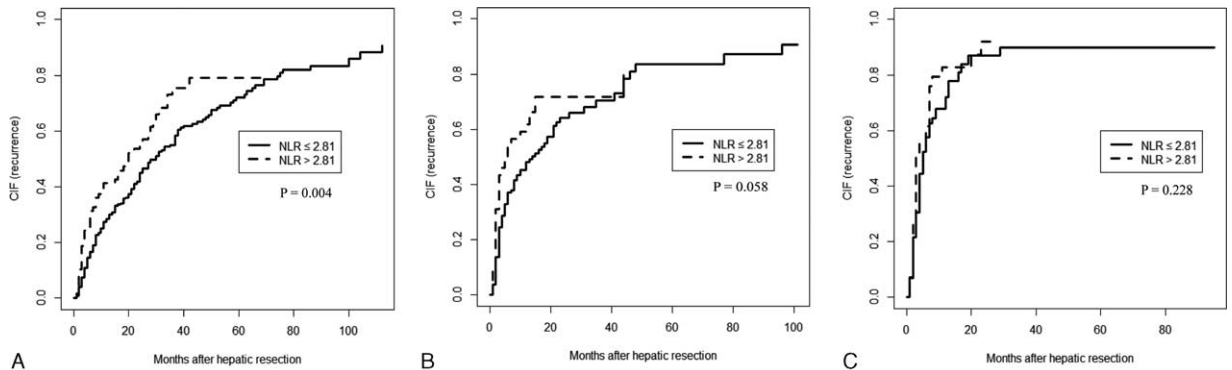 1.0
0.8
0.6
0.4
0.2
0.0
CIF (recurrence)
NLR ≤ 2.81
NLR > 2.81
P = 0.004
0 20 40 60 80 100
Months after hepatic resection
A
1.0
0.8
0.6
0.4
0.2
0.0
CIF (recurrence)
NLR ≤ 2.81
NLR > 2.81
P = 0.058
0 20 40 60 80 100
Months after hepatic resection
B
1.0
0.8
0.6
0.4
0.2
0.0
CIF (recurrence)
NLR ≤ 2.81
NLR > 2.81
P = 0.228
0 20 40 60 80
Months after hepatic resection
C